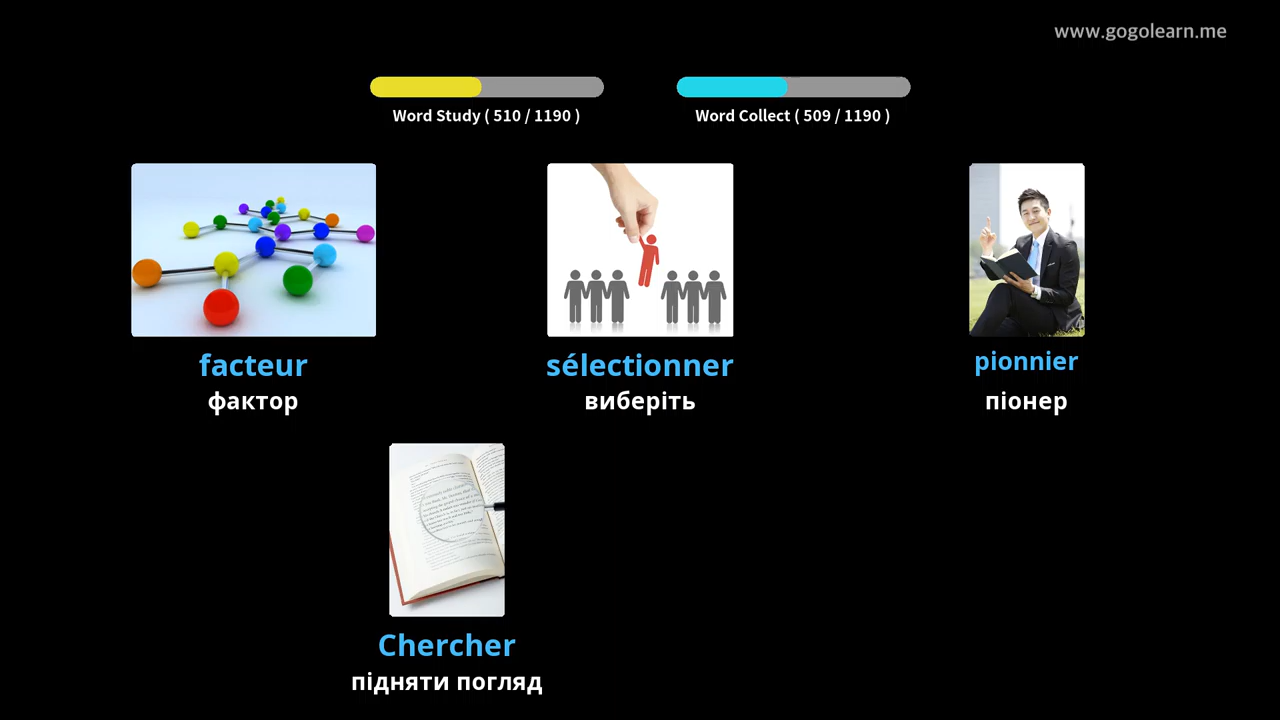 www.gogolearn.me
Word Study ( 510 / 1190 )
Word Collect ( 509 / 1190 )
facteur
фактор
sélectionner
виберіть
pionnier
піонер
Chercher
підняти погляд